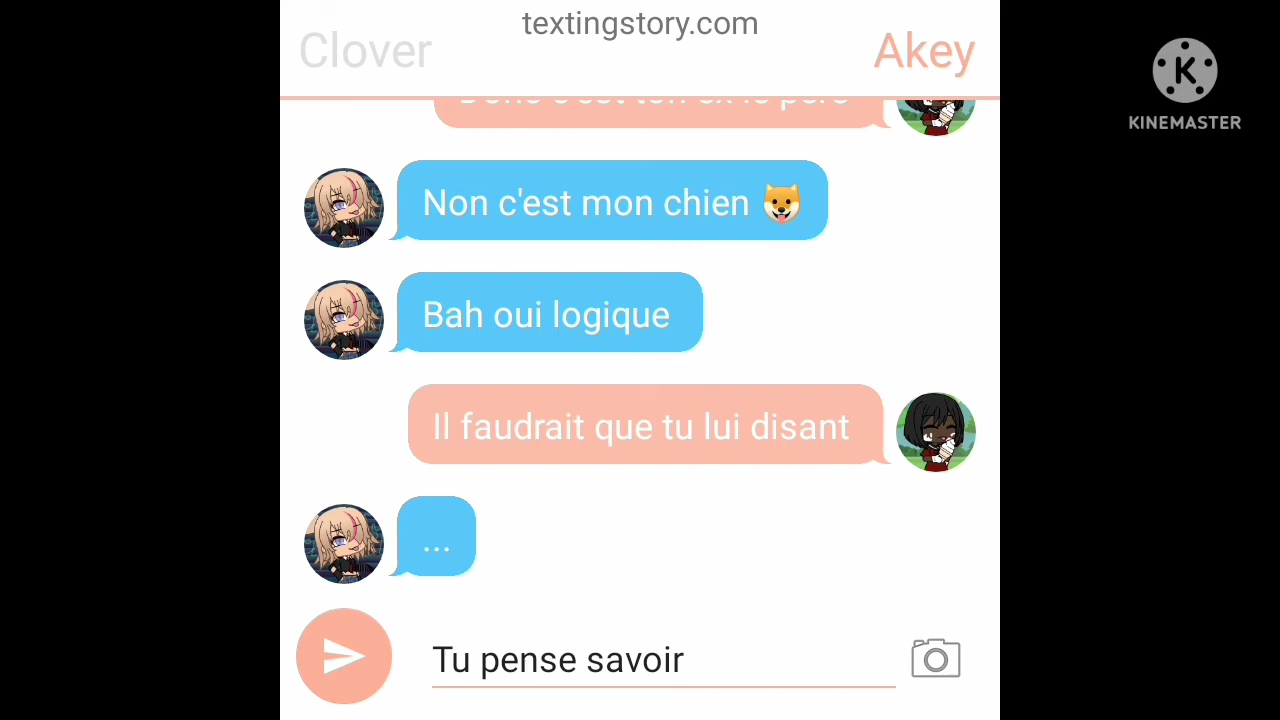 textingstory.com
Clover
Akey
KINEMASTER
Non c'est mon chien 🐶
Bah oui logique
Il faudrait que tu lui disant
...
Tu pense savoir